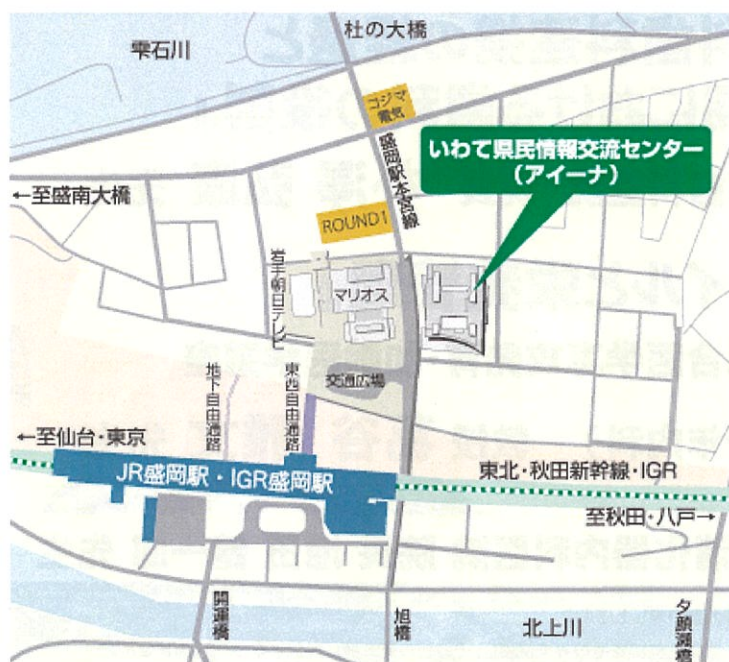 杜の大橋
雫石川
コジマ
電気
盛岡駅本宮線
いわて県民情報交流センター
(アイーナ)
←至盛南大橋
ROUND1
岩手朝日テレビ
マリオス
交通広場
地下自由通路
東西自由通路
←至仙台・東京
JR盛岡駅・IGR盛岡駅
東北・秋田新幹線・IGR
至秋田・八戸→
開運橋
旭橋
北上川
夕顔瀬橋